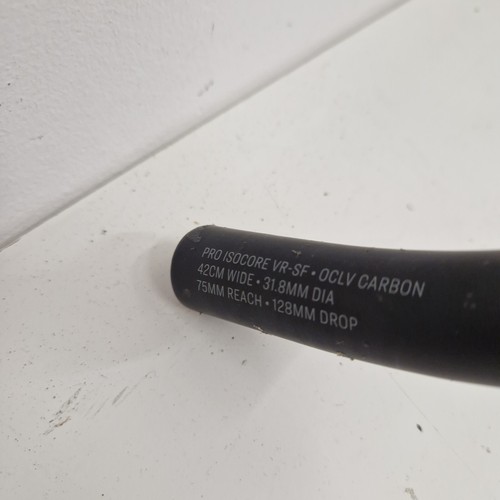 PRO ISOCORE VR-SF • OCLV CARBON
42CM WIDE • 31.8MM DIA
75MM REACH • 128MM DROP